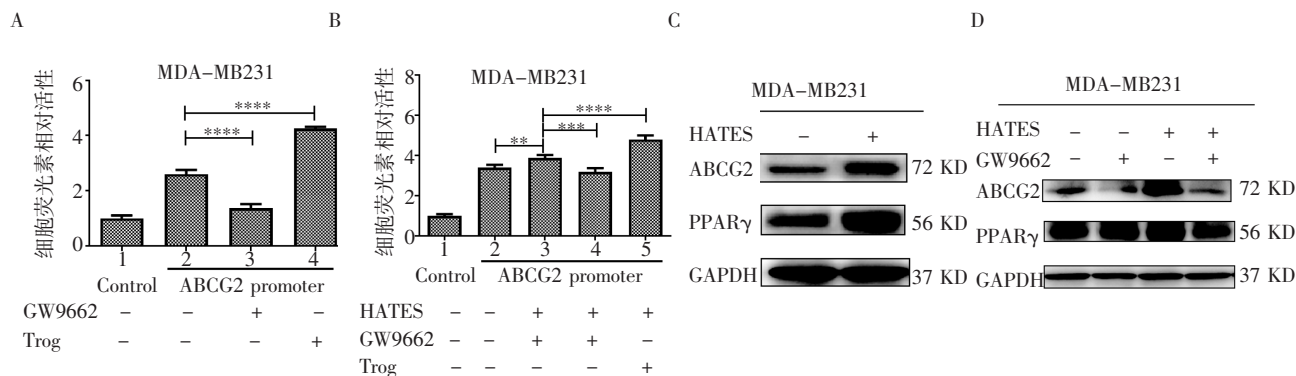 A
MDA-MB231
细胞荧光素相对活性
6
4
2
0
****
****
1 2 3 4
Control ABCG2 promoter
GW9662 - - + -
Trog - - - +
B
MDA-MB231
细胞荧光素相对活性
8
6
4
2
0
****
***
**
1 2 3 4 5
Control ABCG2 promoter
HATES - - + + +
GW9662 - - + + -
Trog - - - - +
C
MDA-MB231
HATES - +
ABCG2 72 KD
PPARγ 56 KD
GAPDH 37 KD
D
MDA-MB231
HATES - - + +
GW9662 - + - +
ABCG2 72 KD
PPARγ 56 KD
GAPDH 37 KD